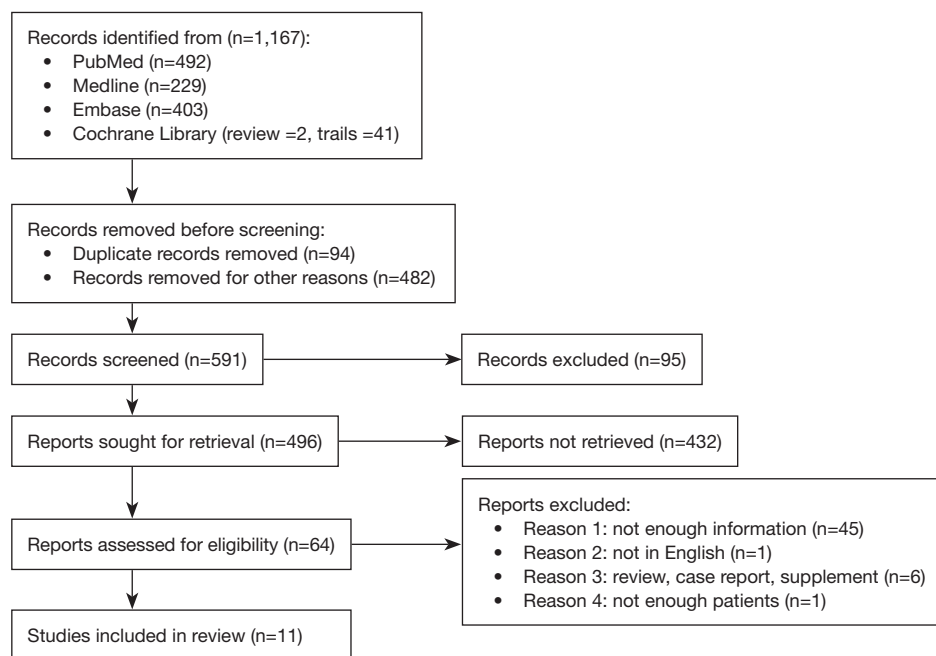 Records identified from (n=1,167):
• PubMed (n=492)
• Medline (n=229)
• Embase (n=403)
• Cochrane Library (review =2, trails =41)
Records removed before screening:
• Duplicate records removed (n=94)
• Records removed for other reasons (n=482)
Records screened (n=591)
Records excluded (n=95)
Reports sought for retrieval (n=496)
Reports not retrieved (n=432)
Reports assessed for eligibility (n=64)
Reports excluded:
• Reason 1: not enough information (n=45)
• Reason 2: not in English (n=1)
• Reason 3: review, case report, supplement (n=6)
• Reason 4: not enough patients (n=1)
Studies included in review (n=11)